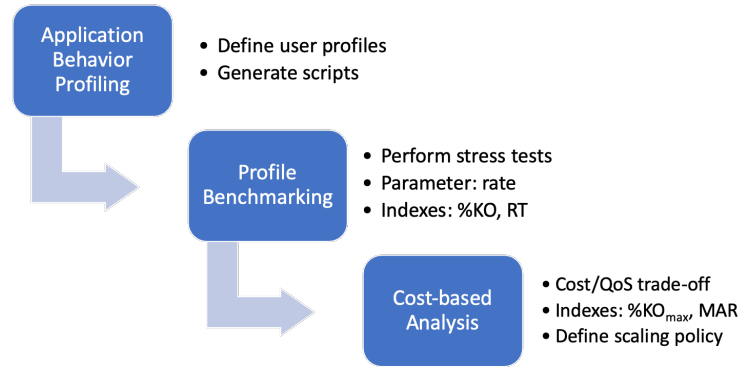 Application
Behavior
Profiling
• Define user profiles
• Generate scripts
Profile
Benchmarking
• Perform stress tests
• Parameter: rate
• Indexes: %KO, RT
Cost-based
Analysis
• Cost/QoS trade-off
• Indexes: %KOmax, MAR
• Define scaling policy